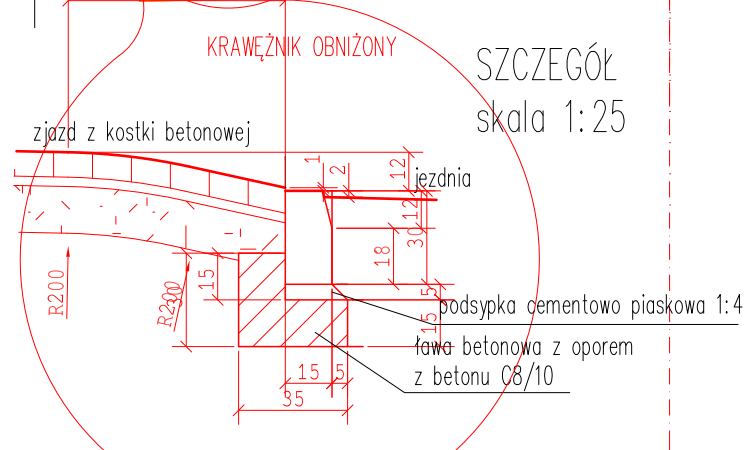 KRAWĘŻNIK OBNIŻONY
SZCZEGÓŁ
skala 1:25
zjazd z kostki betonowej
1
2
12
jezdnia
12
30
18
15
R200
R200
5
podsypka cementowo piaskowa 1:4
15
ława betonowa z oporem
z betonu C8/10
15
5
35